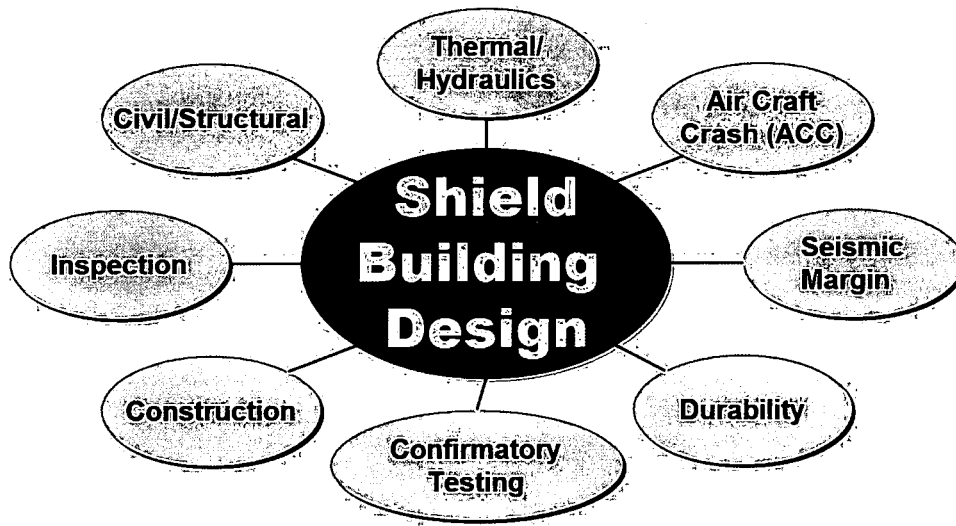 Thermal/
Hydraulics
Civil/Structural
Air Craft
Crash (ACC)
Shield
Building
Design
Inspection
Seismic
Margin
Construction
Durability
Confirmatory
Testing